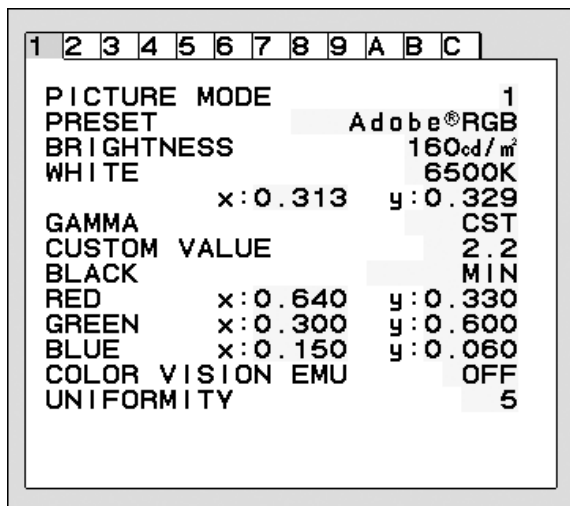 1 2 3 4 5 6 7 8 9 A B C
PICTURE MODE 1
PRESET Adobe®RGB
BRIGHTNESS 160cd/㎡
WHITE 6500K
x:0.313 y:0.329
GAMMA CST
CUSTOM VALUE 2.2
BLACK MIN
RED x:0.640 y:0.330
GREEN x:0.300 y:0.600
BLUE x:0.150 y:0.060
COLOR VISION EMU OFF
UNIFORMITY 5